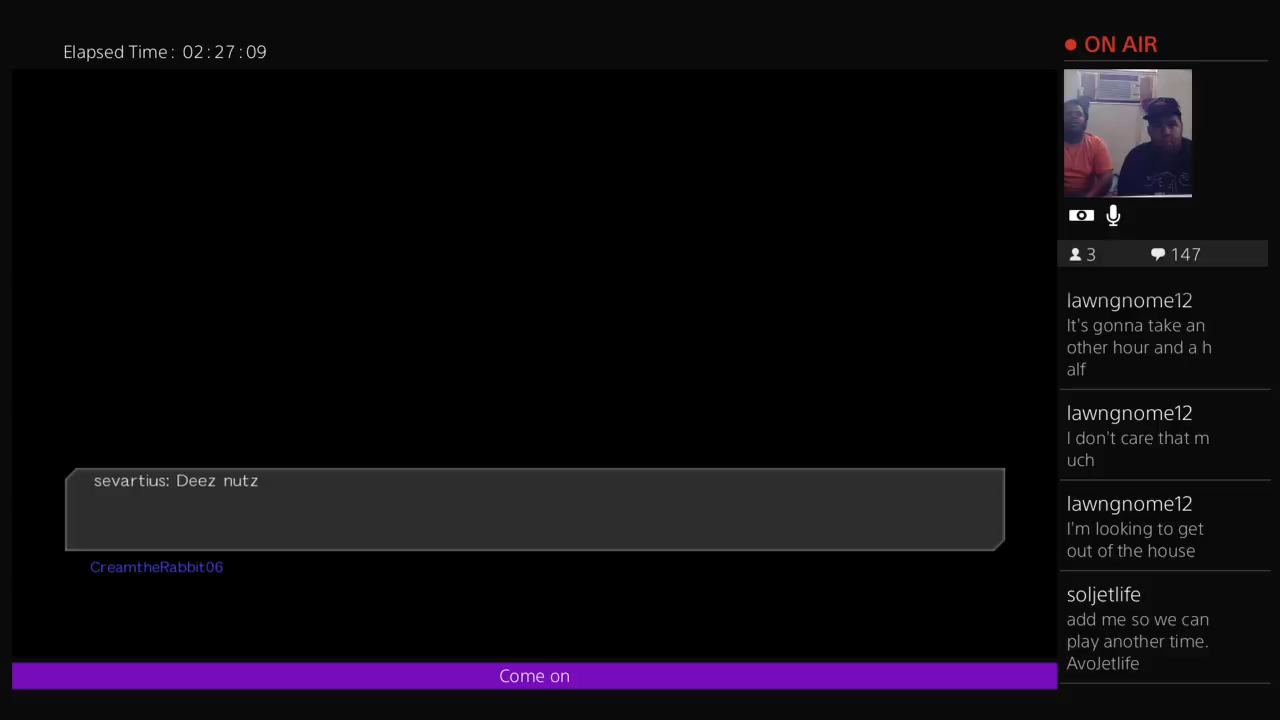 Elapsed Time: 02:27:09
ON AIR
3
147
lawngnome12
It's gonna take an
other hour and a h
alf
lawngnome12
I don't care that m
uch
lawngnome12
I'm looking to get
out of the house
soljetlife
add me so we can
play another time.
AvoJetlife
sevartius: Deez nutz
CreamtheRabbit06
Come on